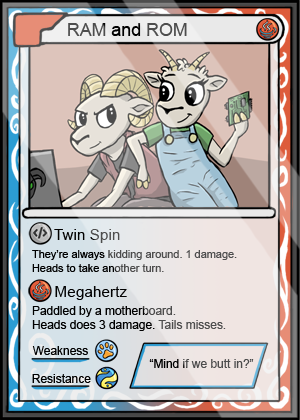 RAM and ROM
Twin Spin
They're always kidding around. 1 damage.
Heads to take another turn.
Megahertz
Paddled by a motherboard.
Heads does 3 damage. Tails misses.
Weakness
"Mind if we butt in?"
Resistance